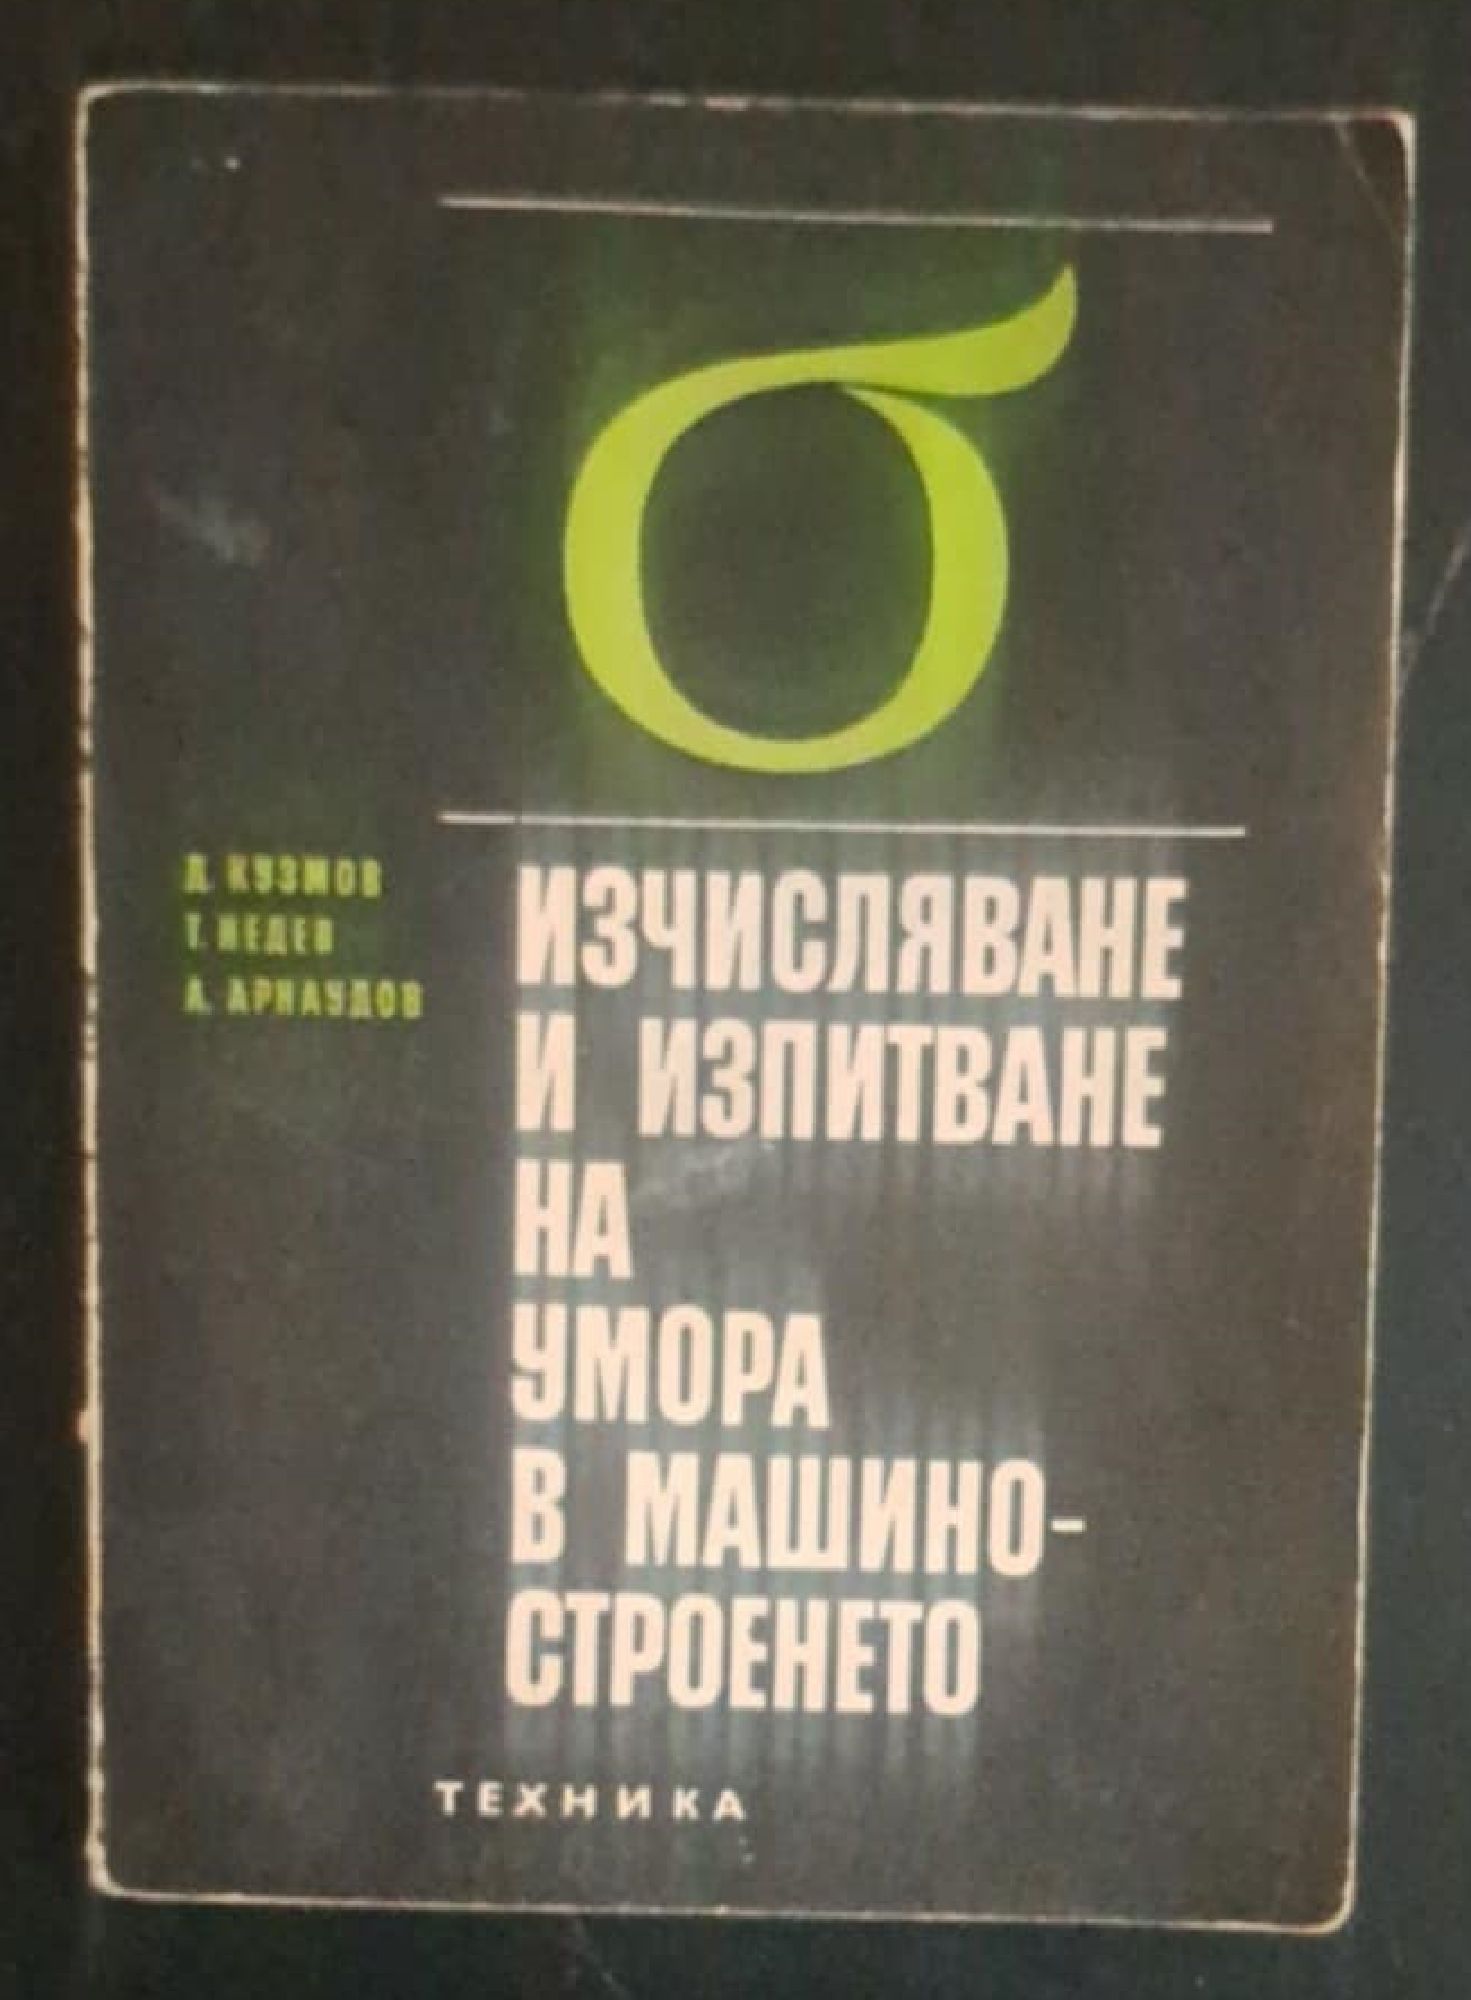 σ
Д. КУЗМОВ
Т. НЕДЕВ
А. АРНАУДОВ
ИЗЧИСЛЯВАНЕ
И ИЗПИТВАНЕ
НА
УМОРА
В МАШИНО-
СТРОЕНЕТО
ТЕХНИКА